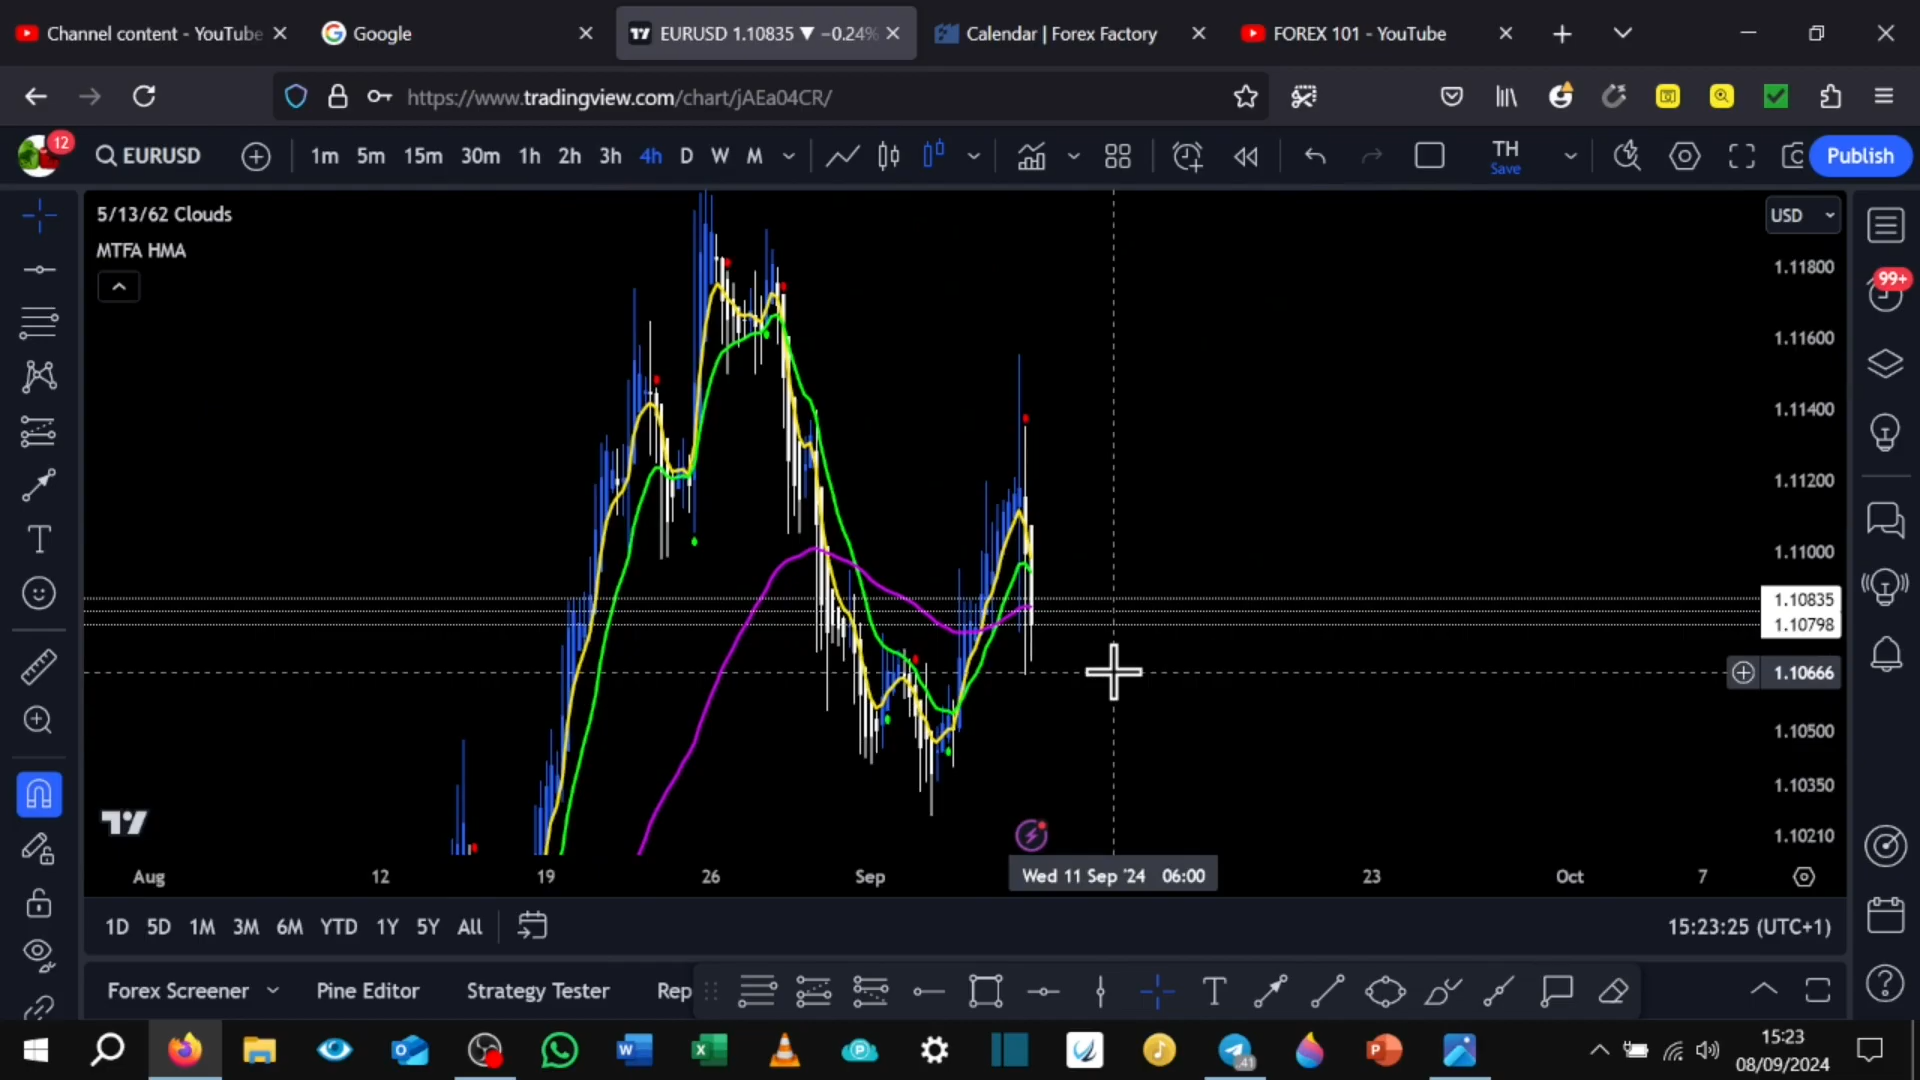 Channel content - YouTube
Google
EURUSD 1.10835 ▼ −0.24%
Calendar | Forex Factory
FOREX 101 - YouTube
https://www.tradingview.com/chart/jAEa04CR/
12
EURUSD
1m 5m 15m 30m 1h 2h 3h 4h D W M
TH
Save
Publish
5/13/62 Clouds
MTFA HMA
USD
1.11800
99+
1.11600
1.11400
1.11200
1.11000
1.10835
1.10798
1.10666
1.10500
1.10350
1.10210
Aug 12 19 26 Sep Wed 11 Sep '24 06:00 23 Oct 7
1D 5D 1M 3M 6M YTD 1Y 5Y All
15:23:25 (UTC+1)
Forex Screener Pine Editor Strategy Tester Rep
41
15:23
08/09/2024